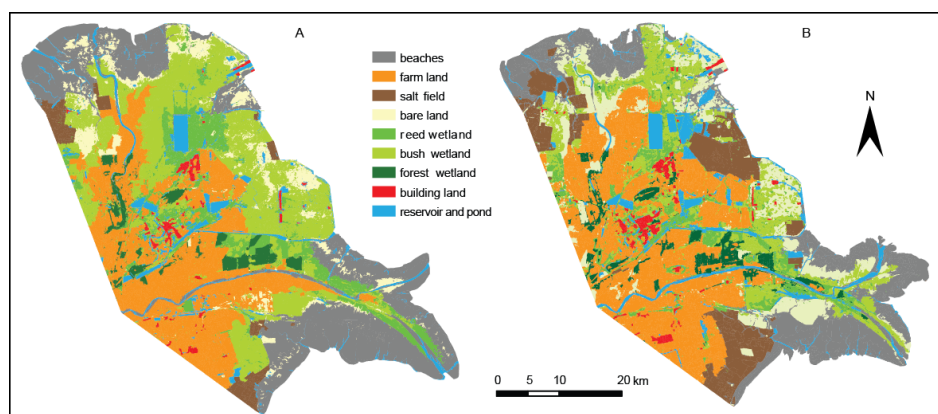 A
B
beaches
farm land
salt field
bare land
reed wetland
bush wetland
forest wetland
building land
reservoir and pond
N
0 5 10 20 km